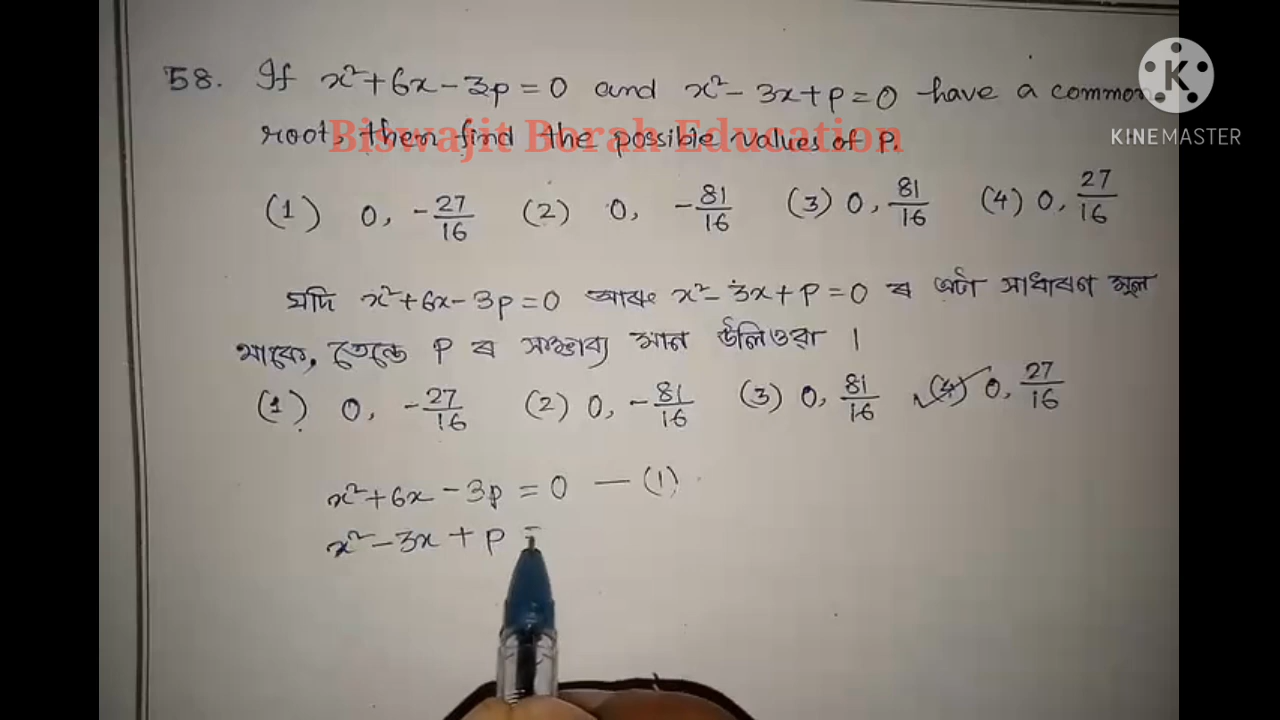 58. If x²+6x-3p=0 and x²-3x+p=0 have a common
root, then find the possible values of P.
Biswajit Borah Education
KINEMASTER
(1) 0, -27/16 (2) 0, -81/16 (3) 0, 81/16 (4) 0, 27/16
যদি x²+6x-3p=0 আৰু x²-3x+p=0 ৰ এটা সাধাৰণ মূল
থাকে, তেন্তে P ৰ সম্ভাব্য মান উলিওৱা ।
(1) 0, -27/16 (2) 0, -81/16 (3) 0, 81/16 (4) 0, 27/16
x²+6x-3p=0 — (1)
x²-3x+p =